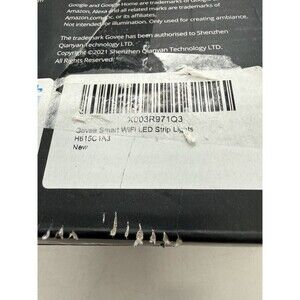 Google and Google Home are trademarks of Google
Amazon, Alexa and all related marks are trademarks of
Amazon.com, Inc. or its affiliates.
Not intended for illumination. Only used for creating ambiance.
The trademark Govee has been authorised to Shenzhen
Qianyan Technology LTD.
Copyright ©2021 Shenzhen Qianyan Technology LTD.
All Rights Reserved.
X003R971Q3
Govee Smart WiFi LED Strip Lights
H615C1A3
New